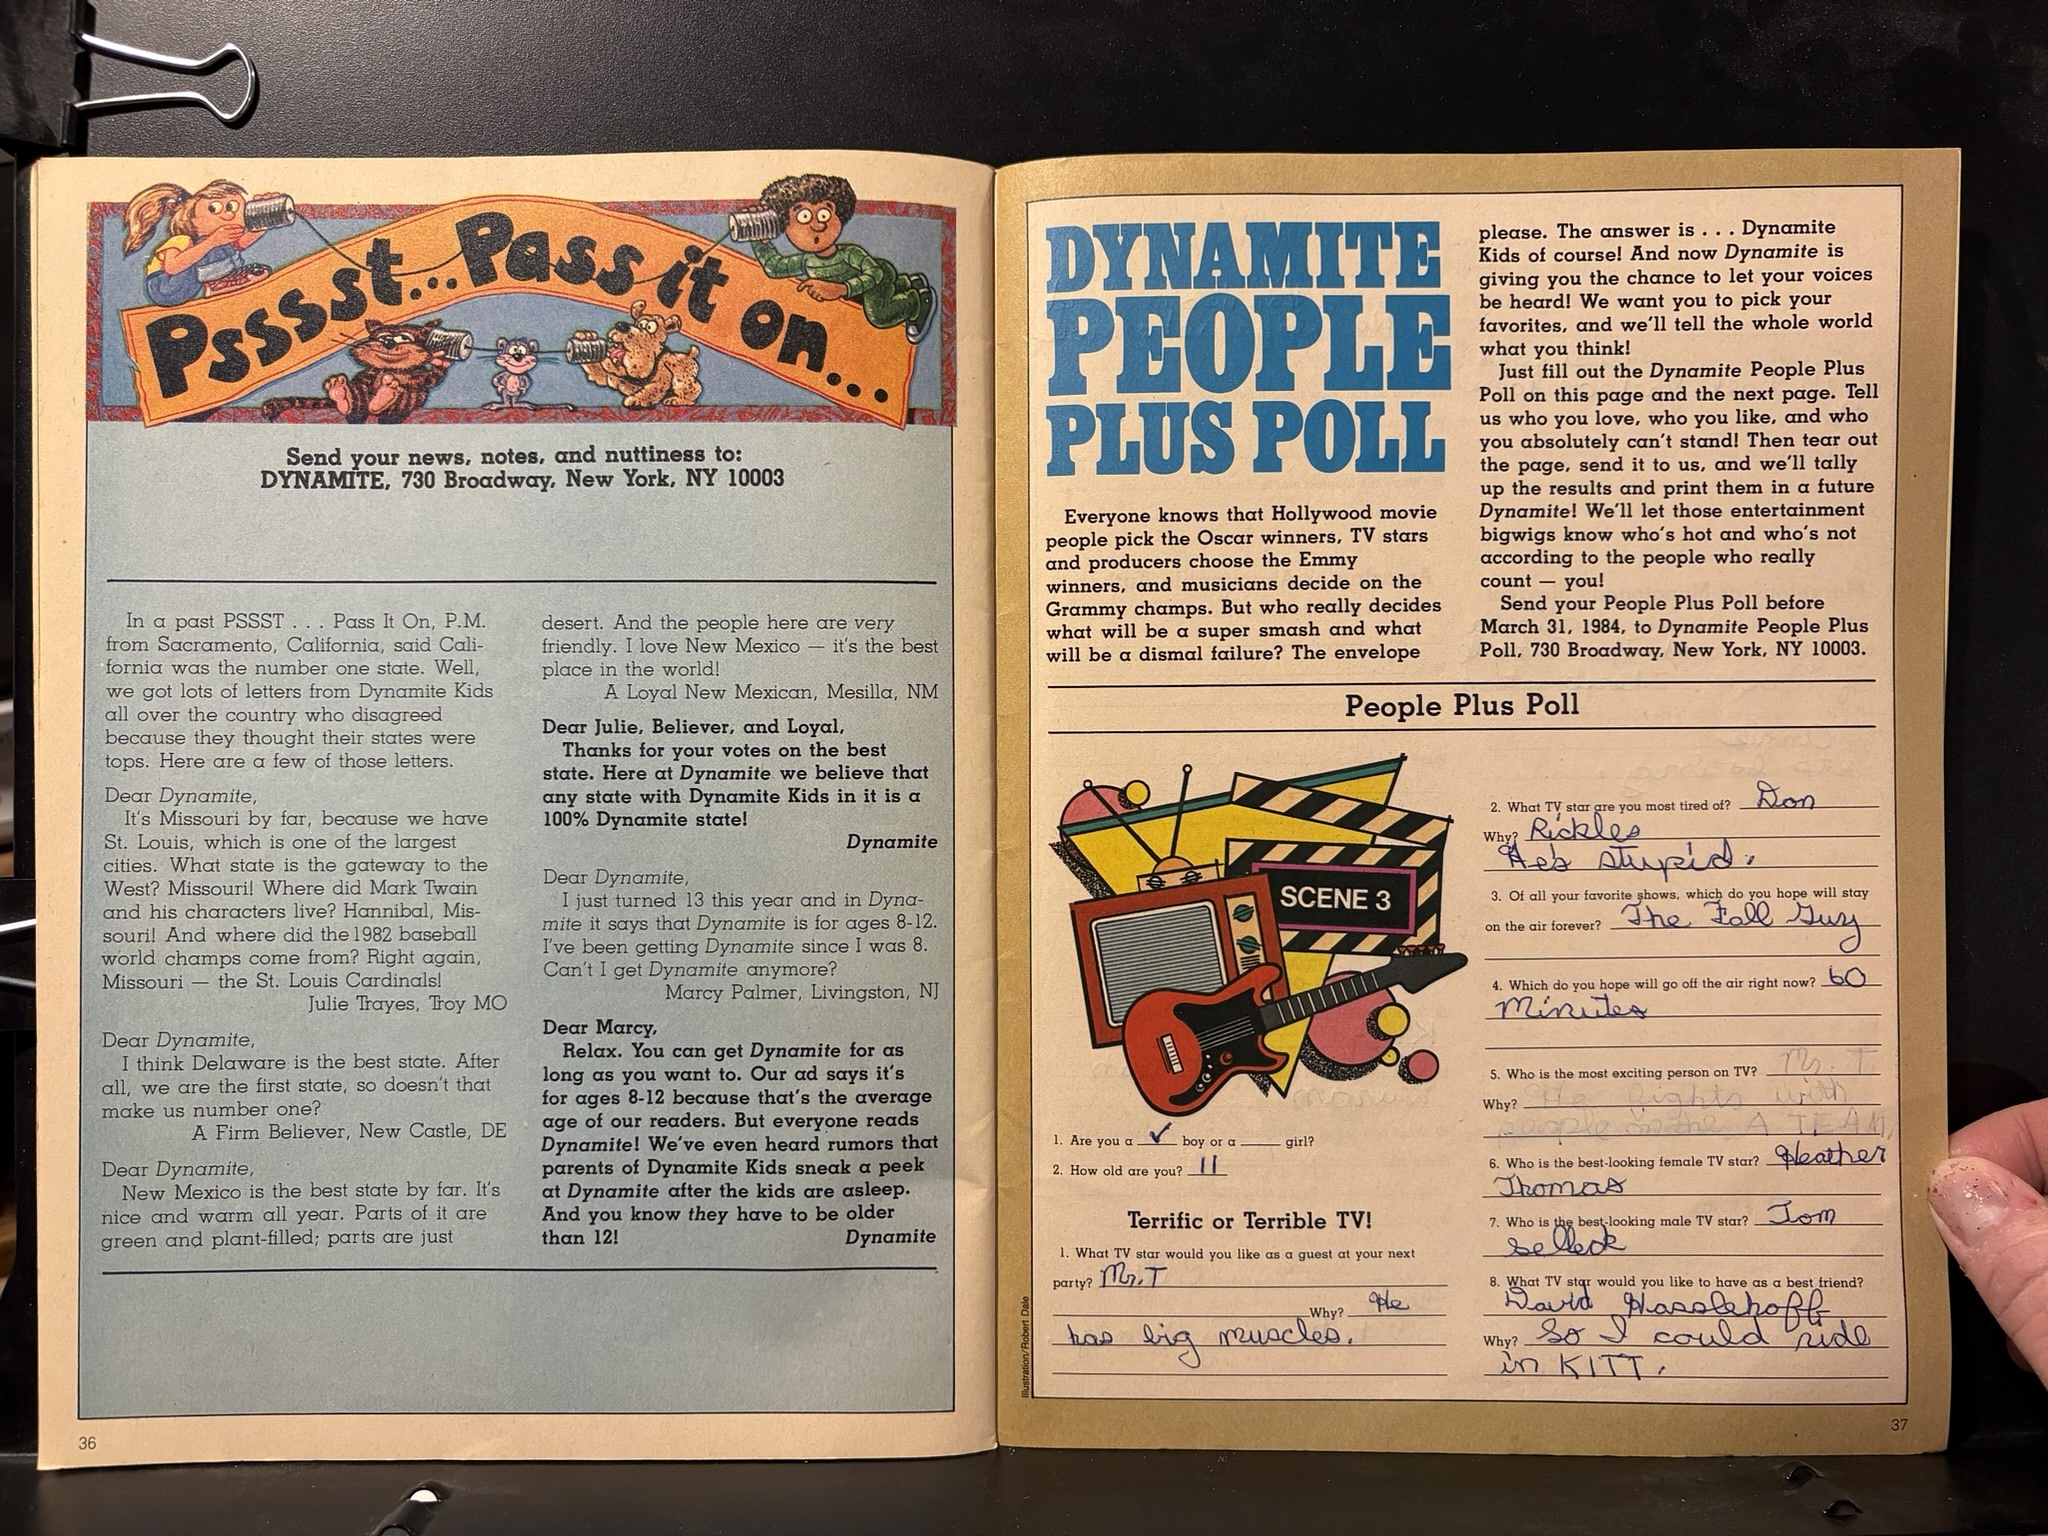 Psssst... Pass it on...
Send your news, notes, and nuttiness to:
DYNAMITE, 730 Broadway, New York, NY 10003
In a past PSSST . . . Pass It On, P.M.
from Sacramento, California, said Cali-
fornia was the number one state. Well,
we got lots of letters from Dynamite Kids
all over the country who disagreed
because they thought their states were
tops. Here are a few of those letters.
Dear Dynamite,
It's Missouri by far, because we have
St. Louis, which is one of the largest
cities. What state is the gateway to the
West? Missouri! Where did Mark Twain
and his characters live? Hannibal, Mis-
souri! And where did the 1982 baseball
world champs come from? Right again,
Missouri — the St. Louis Cardinals!
Julie Trayes, Troy MO
Dear Dynamite,
I think Delaware is the best state. After
all, we are the first state, so doesn't that
make us number one?
A Firm Believer, New Castle, DE
Dear Dynamite,
New Mexico is the best state by far. It's
nice and warm all year. Parts of it are
green and plant-filled; parts are just
desert. And the people here are very
friendly. I love New Mexico — it's the best
place in the world!
A Loyal New Mexican, Mesilla, NM
Dear Julie, Believer, and Loyal,
Thanks for your votes on the best
state. Here at Dynamite we believe that
any state with Dynamite Kids in it is a
100% Dynamite state!
Dynamite
Dear Dynamite,
I just turned 13 this year and in Dyna-
mite it says that Dynamite is for ages 8-12.
I've been getting Dynamite since I was 8.
Can't I get Dynamite anymore?
Marcy Palmer, Livingston, NJ
Dear Marcy,
Relax. You can get Dynamite for as
long as you want to. Our ad says it's
for ages 8-12 because that's the average
age of our readers. But everyone reads
Dynamite! We've even heard rumors that
parents of Dynamite Kids sneak a peek
at Dynamite after the kids are asleep.
And you know they have to be older
than 12! Dynamite
36
DYNAMITE
PEOPLE
PLUS POLL
Everyone knows that Hollywood movie
people pick the Oscar winners, TV stars
and producers choose the Emmy
winners, and musicians decide on the
Grammy champs. But who really decides
what will be a super smash and what
will be a dismal failure? The envelope
please. The answer is . . . Dynamite
Kids of course! And now Dynamite is
giving you the chance to let your voices
be heard! We want you to pick your
favorites, and we'll tell the whole world
what you think!
Just fill out the Dynamite People Plus
Poll on this page and the next page. Tell
us who you love, who you like, and who
you absolutely can't stand! Then tear out
the page, send it to us, and we'll tally
up the results and print them in a future
Dynamite! We'll let those entertainment
bigwigs know who's hot and who's not
according to the people who really
count — you!
Send your People Plus Poll before
March 31, 1984, to Dynamite People Plus
Poll, 730 Broadway, New York, NY 10003.
People Plus Poll
SCENE 3
1. Are you a ✓ boy or a ___ girl?
2. How old are you? 11
Terrific or Terrible TV!
1. What TV star would you like as a guest at your next
party? Mr. T
Why? He
has big muscles.
Illustration/Robert Dale
2. What TV star are you most tired of? Don
Why? Rickles
He's stupid.
3. Of all your favorite shows, which do you hope will stay
on the air forever? The Fall Guy
4. Which do you hope will go off the air right now? 60
Minutes
5. Who is the most exciting person on TV? Mr. T
Why? He fights with
people in the A TEAM.
6. Who is the best-looking female TV star? Heather
Thomas
7. Who is the best-looking male TV star? Tom
Selleck
8. What TV star would you like to have as a best friend?
David Hasslehoff
Why? So I could ride
in KITT.
37